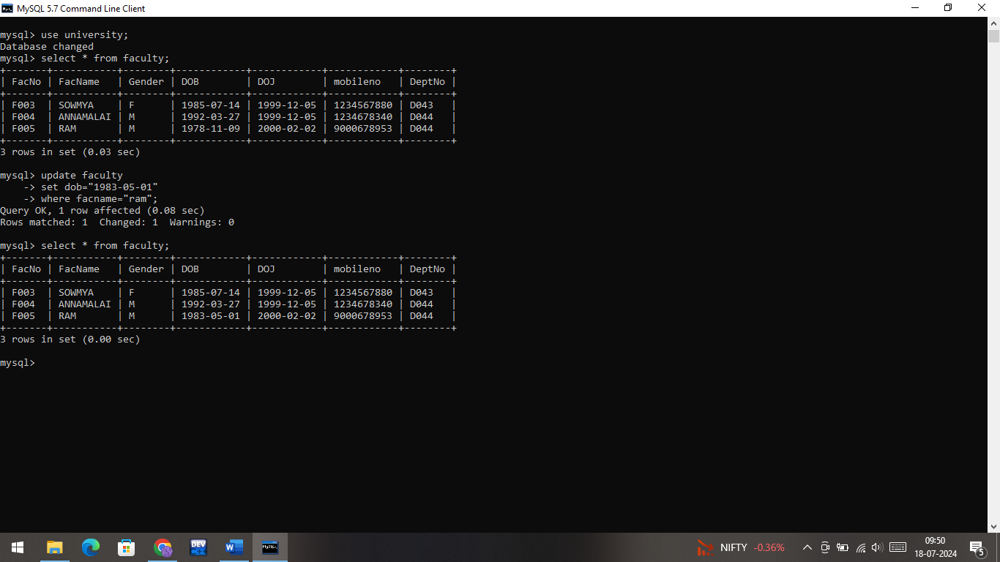 MySQL 5.7 Command Line Client
mysql> use university;
Database changed
mysql> select * from faculty;
+-------+-----------+--------+------------+------------+------------+--------+
| FacNo | FacName   | Gender | DOB        | DOJ        | mobileno   | DeptNo |
+-------+-----------+--------+------------+------------+------------+--------+
| F003  | SOWMYA    | F      | 1985-07-14 | 1999-12-05 | 1234567880 | D043   |
| F004  | ANNAMALAI | M      | 1992-03-27 | 1999-12-05 | 1234678340 | D044   |
| F005  | RAM       | M      | 1978-11-09 | 2000-02-02 | 9000678953 | D044   |
+-------+-----------+--------+------------+------------+------------+--------+
3 rows in set (0.03 sec)
mysql> update faculty
    -> set dob="1983-05-01"
    -> where facname="ram";
Query OK, 1 row affected (0.08 sec)
Rows matched: 1  Changed: 1  Warnings: 0
mysql> select * from faculty;
+-------+-----------+--------+------------+------------+------------+--------+
| FacNo | FacName   | Gender | DOB        | DOJ        | mobileno   | DeptNo |
+-------+-----------+--------+------------+------------+------------+--------+
| F003  | SOWMYA    | F      | 1985-07-14 | 1999-12-05 | 1234567880 | D043   |
| F004  | ANNAMALAI | M      | 1992-03-27 | 1999-12-05 | 1234678340 | D044   |
| F005  | RAM       | M      | 1983-05-01 | 2000-02-02 | 9000678953 | D044   |
+-------+-----------+--------+------------+------------+------------+--------+
3 rows in set (0.00 sec)
mysql>
DEV
W
MySQL
NIFTY -0.36%
09:50
18-07-2024
5